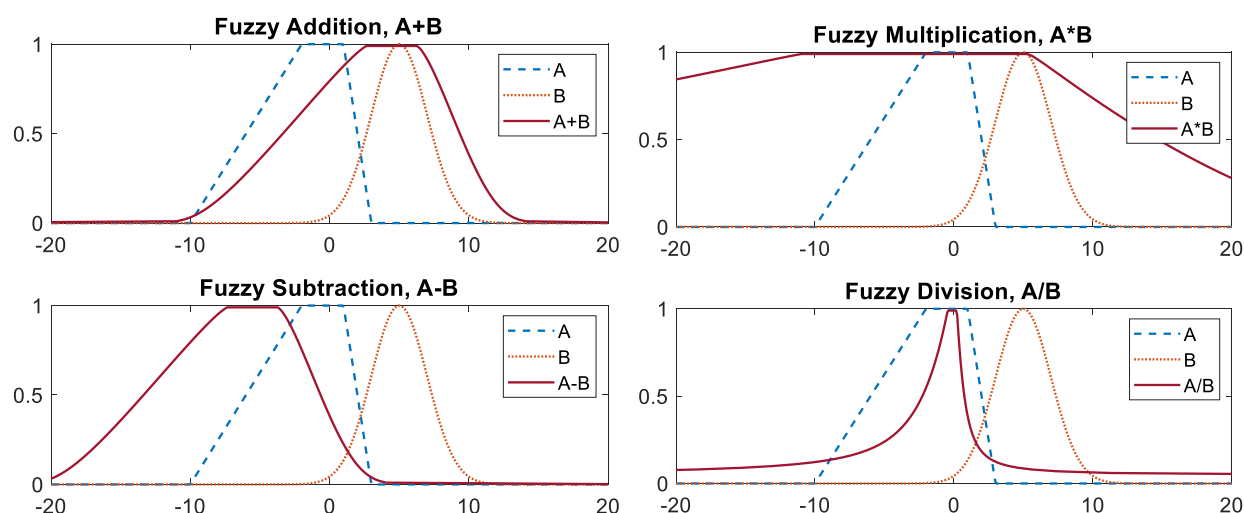 Fuzzy Addition, A+B
1
0.5
0
-20 -10 0 10 20
A
B
A+B
Fuzzy Multiplication, A*B
1
0.5
0
-20 -10 0 10 20
A
B
A*B
Fuzzy Subtraction, A-B
1
0.5
0
-20 -10 0 10 20
A
B
A-B
Fuzzy Division, A/B
1
0.5
0
-20 -10 0 10 20
A
B
A/B